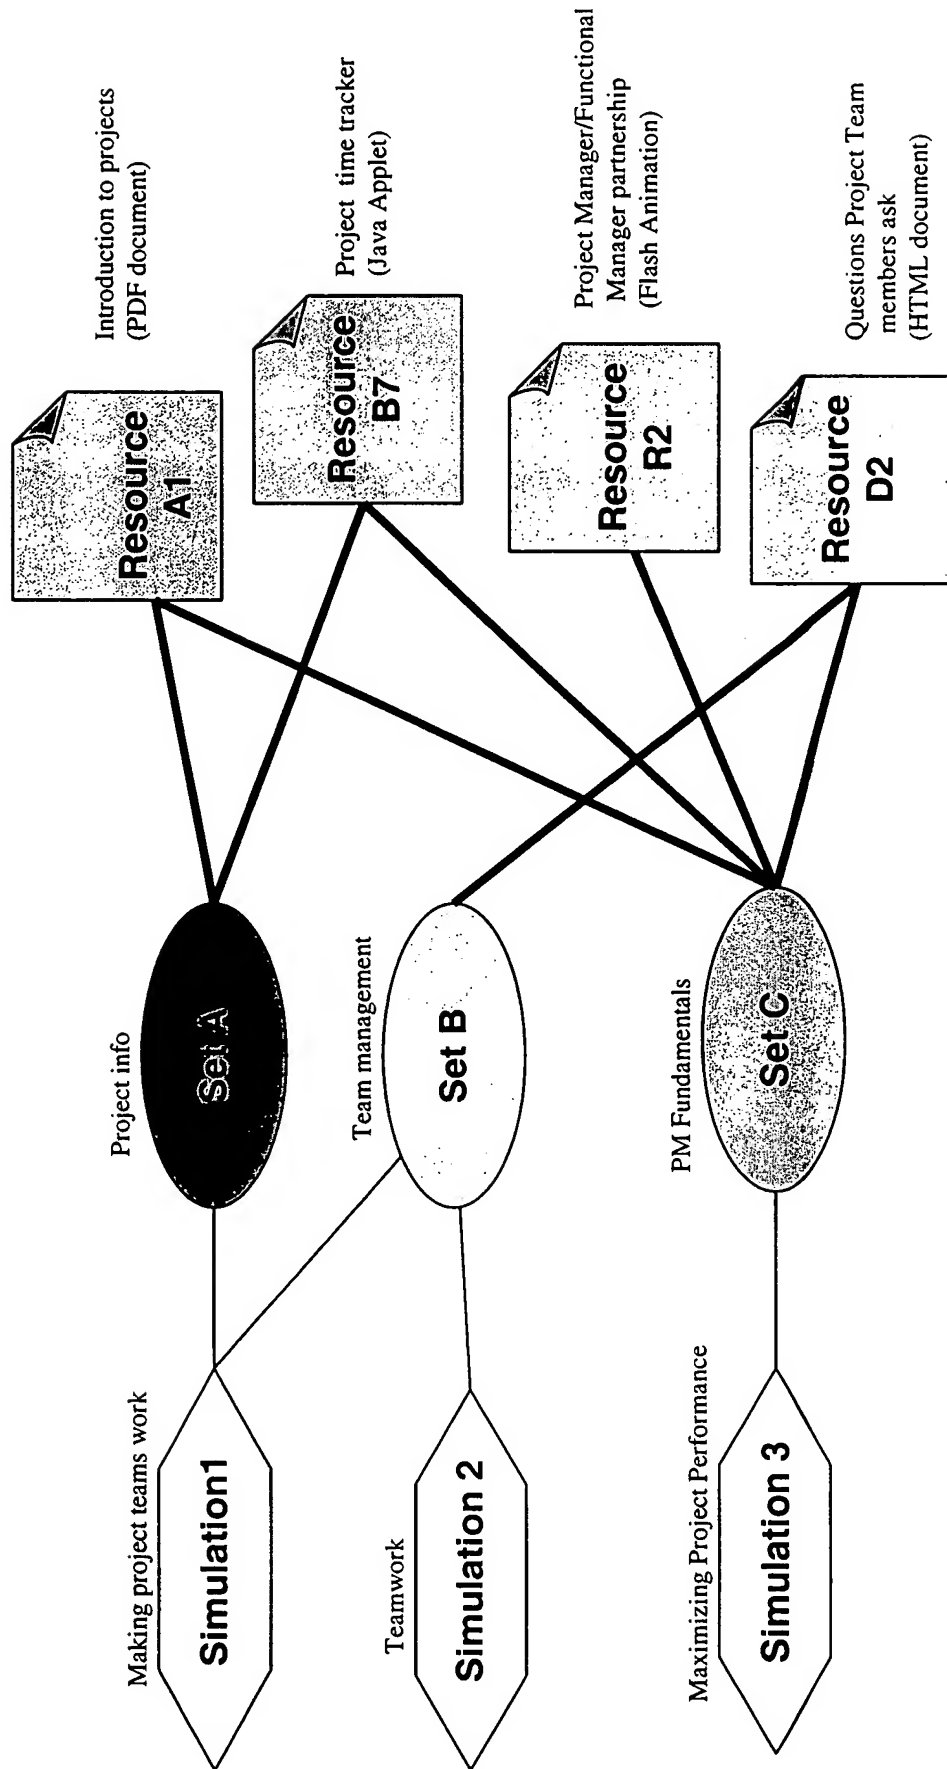 Making project teams work
Simulation1
Teamwork
Simulation 2
Maximizing Project Performance
Simulation 3
Project info
Set A
Team management
Set B
PM Fundamentals
Set C
Resource
A1
Introduction to projects
(PDF document)
Resource
B7
Project time tracker
(Java Applet)
Resource
R2
Project Manager/Functional
Manager partnership
(Flash Animation)
Resource
D2
Questions Project Team
members ask
(HTML document)